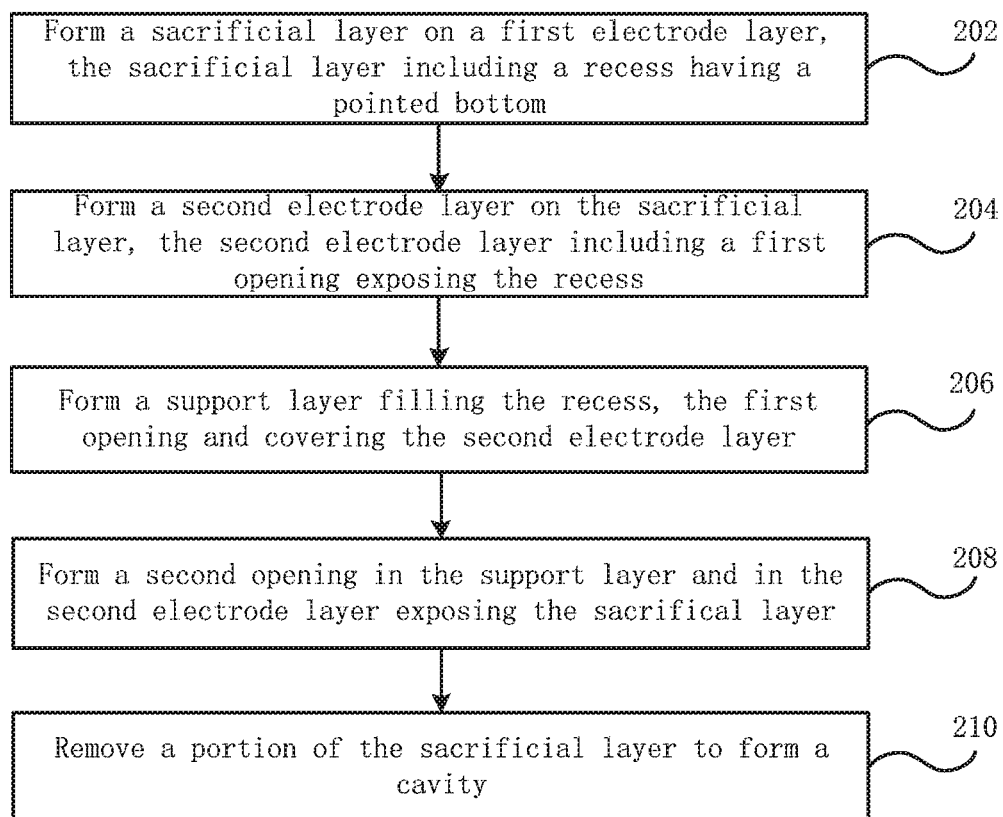 Form a sacrificial layer on a first electrode layer,
the sacrificial layer including a recess having a
pointed bottom
202
Form a second electrode layer on the sacrificial
layer, the second electrode layer including a first
opening exposing the recess
204
Form a support layer filling the recess, the first
opening and covering the second electrode layer
206
Form a second opening in the support layer and in the
second electrode layer exposing the sacrifical layer
208
Remove a portion of the sacrificial layer to form a
cavity
210